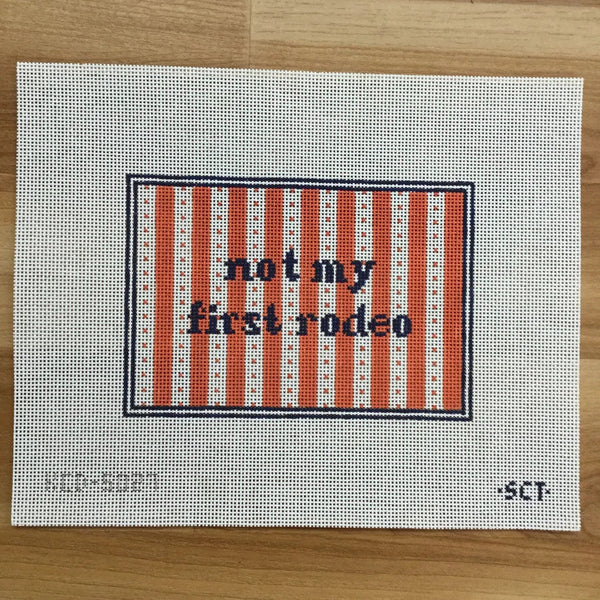 not my
first rodeo
·SCT·